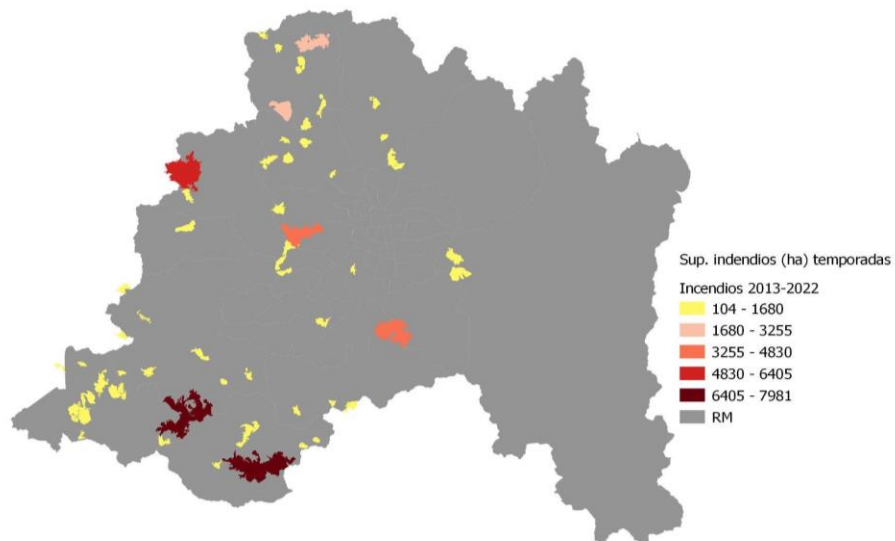 Sup. indendios (ha) temporadas
Incendios 2013-2022
104 - 1680
1680 - 3255
3255 - 4830
4830 - 6405
6405 - 7981
RM